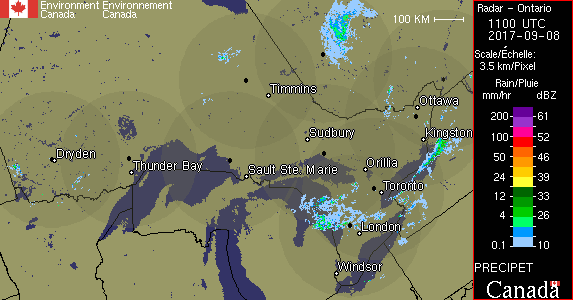 Environment Environnement
Canada Canada
100 KM
Timmins
Ottawa
Sudbury
Kingston
Dryden
Thunder Bay
Sault Ste. Marie
Orillia
Toronto
London
Windsor
Radar - Ontario
1100 UTC
2017-09-08
Scale/Échelle:
3.5 km/Pixel
Rain/Pluie
mm/hr dBZ
200 61
100 52
50 46
24 39
12 33
4 26
0.1 10
PRECIPET
Canada